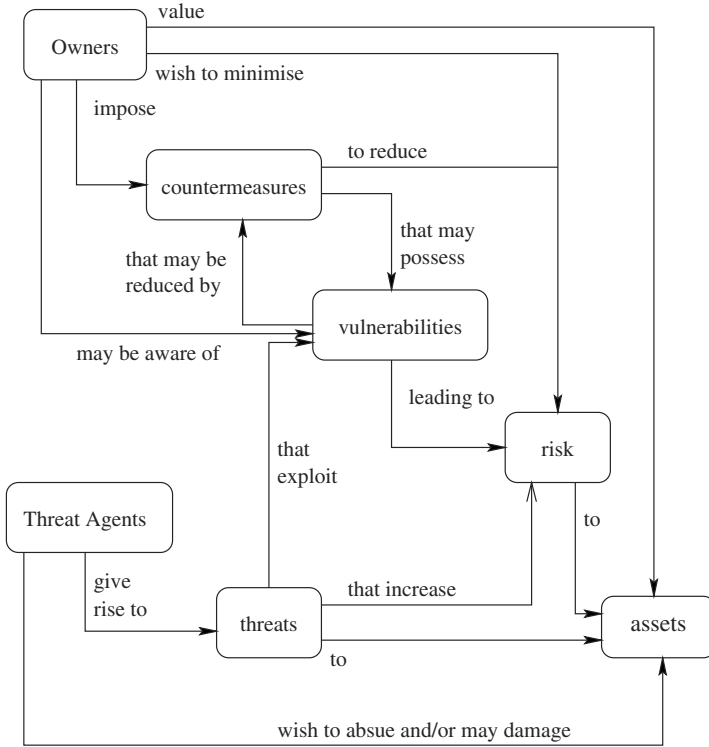 value
Owners
wish to minimise
impose
to reduce
countermeasures
that may
possess
that may be
reduced by
vulnerabilities
may be aware of
leading to
that
exploit
risk
Threat Agents
to
give
rise to
that increase
threats
assets
to
wish to absue and/or may damage